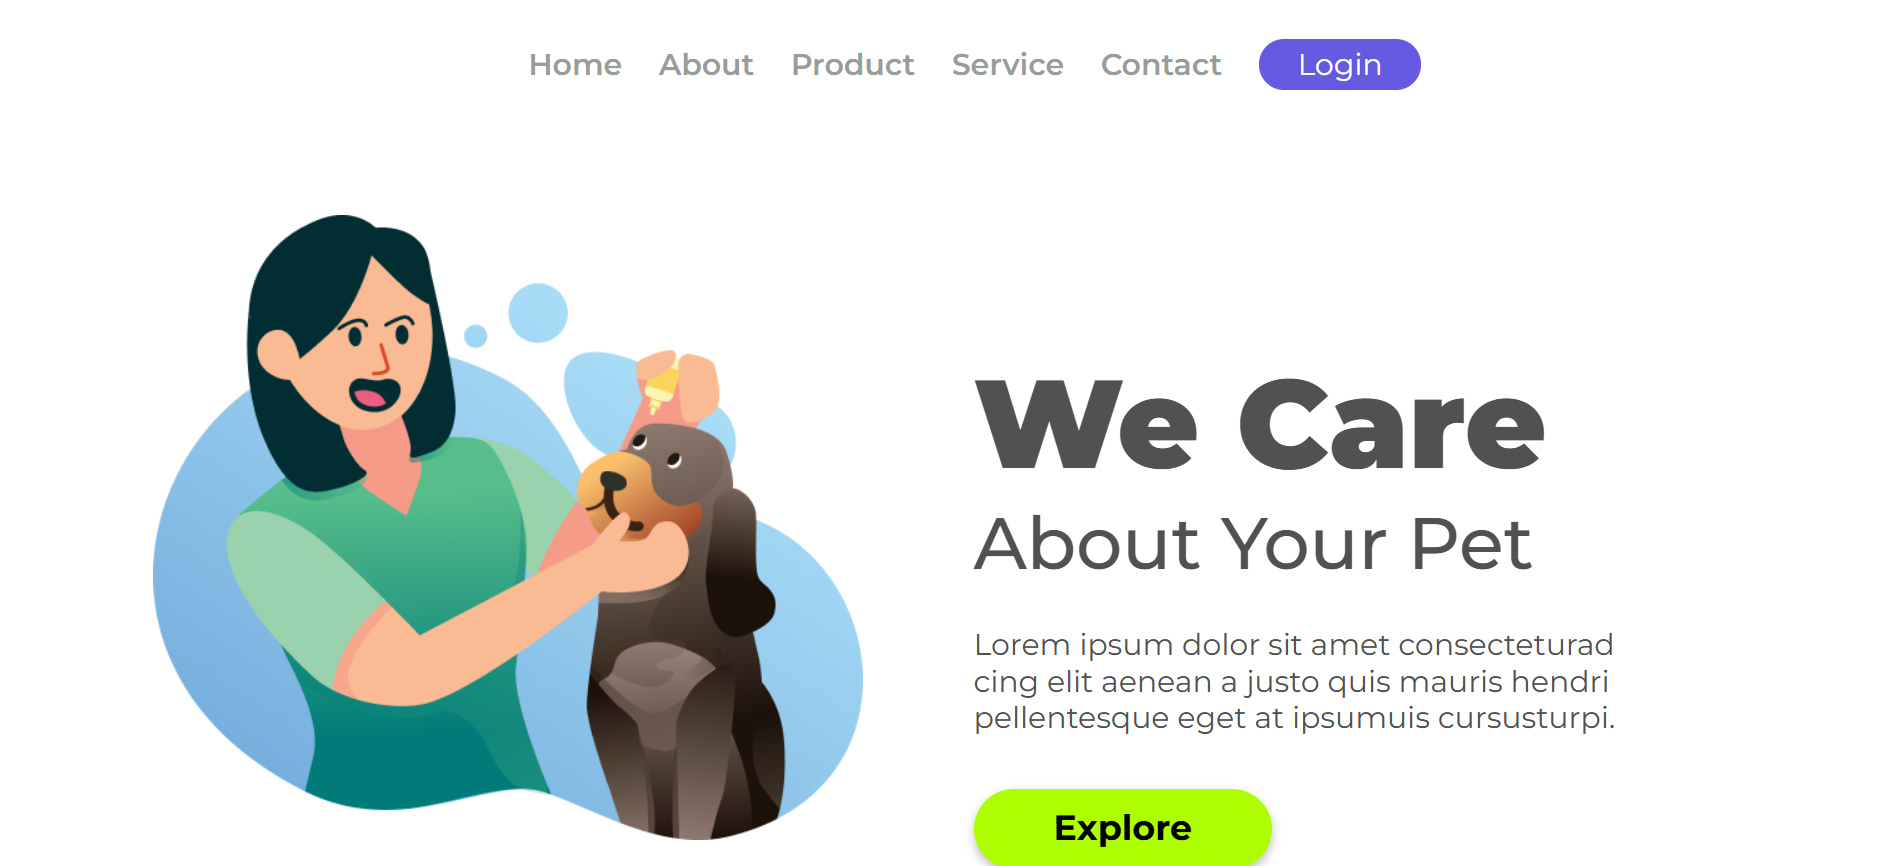 Home About Product Service Contact Login
We Care
About Your Pet
Lorem ipsum dolor sit amet consecteturad
cing elit aenean a justo quis mauris hendri
pellentesque eget at ipsumuis cursusturpi.
Explore